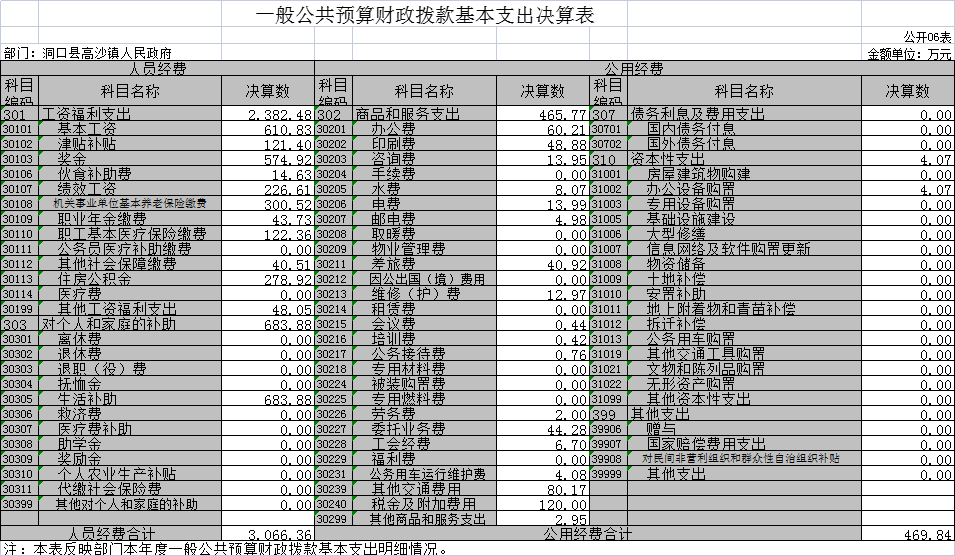 一般公共预算财政拨款基本支出决算表
公开06表
部门：洞口县高沙镇人民政府 金额单位：万元
人员经费 公用经费
科目编码 科目名称 决算数 科目编码 科目名称 决算数 科目编码 科目名称 决算数
301 工资福利支出 2,382.48 302 商品和服务支出 465.77 307 债务利息及费用支出 0.00
30101 基本工资 610.83 30201 办公费 60.21 30701 国内债务付息 0.00
30102 津贴补贴 121.40 30202 印刷费 48.88 30702 国外债务付息 0.00
30103 奖金 574.92 30203 咨询费 13.95 310 资本性支出 4.07
30106 伙食补助费 14.63 30204 手续费 0.00 31001 房屋建筑物购建 0.00
30107 绩效工资 226.61 30205 水费 8.07 31002 办公设备购置 4.07
30108 机关事业单位基本养老保险缴费 300.52 30206 电费 13.99 31003 专用设备购置 0.00
30109 职业年金缴费 43.73 30207 邮电费 4.98 31005 基础设施建设 0.00
30110 职工基本医疗保险缴费 122.36 30208 取暖费 0.00 31006 大型修缮 0.00
30111 公务员医疗补助缴费 0.00 30209 物业管理费 0.00 31007 信息网络及软件购置更新 0.00
30112 其他社会保障缴费 40.51 30211 差旅费 40.92 31008 物资储备 0.00
30113 住房公积金 278.92 30212 因公出国（境）费用 0.00 31009 土地补偿 0.00
30114 医疗费 0.00 30213 维修（护）费 12.97 31010 安置补助 0.00
30199 其他工资福利支出 48.05 30214 租赁费 0.00 31011 地上附着物和青苗补偿 0.00
303 对个人和家庭的补助 683.88 30215 会议费 0.44 31012 拆迁补偿 0.00
30301 离休费 0.00 30216 培训费 0.42 31013 公务用车购置 0.00
30302 退休费 0.00 30217 公务接待费 0.76 31019 其他交通工具购置 0.00
30303 退职（役）费 0.00 30218 专用材料费 0.00 31021 文物和陈列品购置 0.00
30304 抚恤金 0.00 30224 被装购置费 0.00 31022 无形资产购置 0.00
30305 生活补助 683.88 30225 专用燃料费 0.00 31099 其他资本性支出 0.00
30306 救济费 0.00 30226 劳务费 2.00 399 其他支出 0.00
30307 医疗费补助 0.00 30227 委托业务费 44.28 39906 赠与 0.00
30308 助学金 0.00 30228 工会经费 6.70 39907 国家赔偿费用支出 0.00
30309 奖励金 0.00 30229 福利费 0.00 39908 对民间非营利组织和群众性自治组织补贴 0.00
30310 个人农业生产补贴 0.00 30231 公务用车运行维护费 4.08 39999 其他支出 0.00
30311 代缴社会保险费 0.00 30239 其他交通费用 80.17
30399 其他对个人和家庭的补助 0.00 30240 税金及附加费用 120.00
30299 其他商品和服务支出 2.95
人员经费合计 3,066.36 公用经费合计 469.84
注：本表反映部门本年度一般公共预算财政拨款基本支出明细情况。